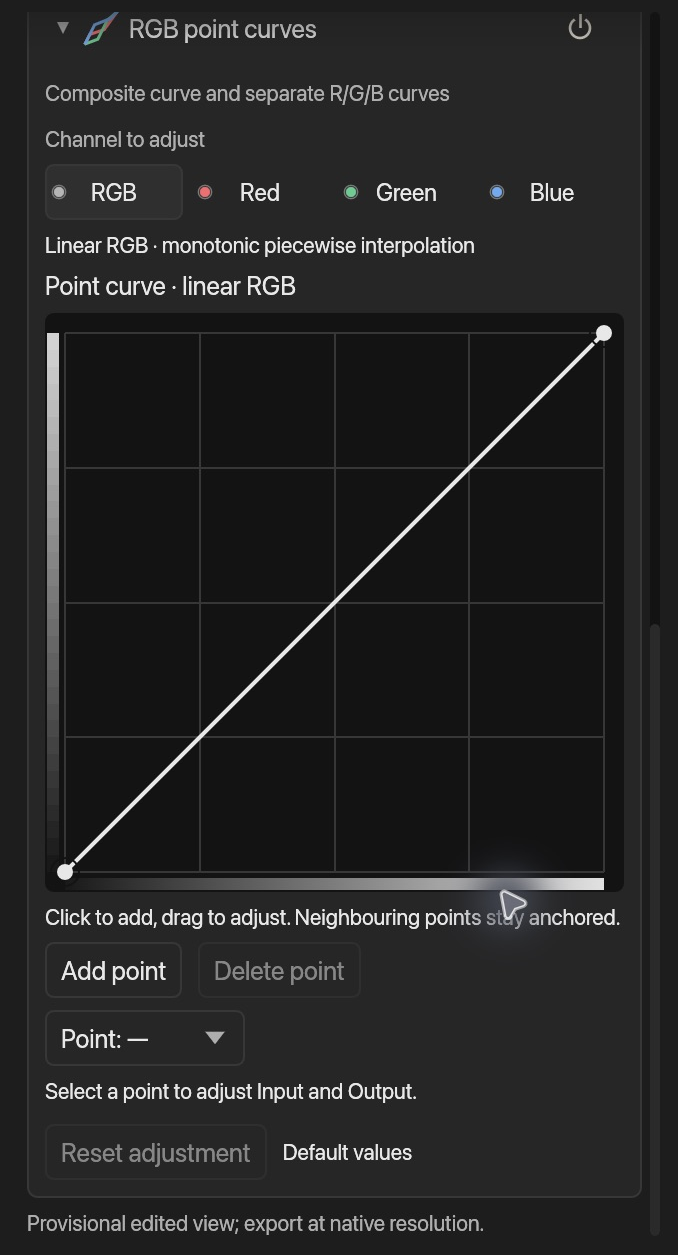 RGB point curves
Composite curve and separate R/G/B curves
Channel to adjust
RGB Red Green Blue
Linear RGB · monotonic piecewise interpolation
Point curve · linear RGB
Click to add, drag to adjust. Neighbouring points stay anchored.
Add point Delete point
Point: —
Select a point to adjust Input and Output.
Reset adjustment Default values
Provisional edited view; export at native resolution.